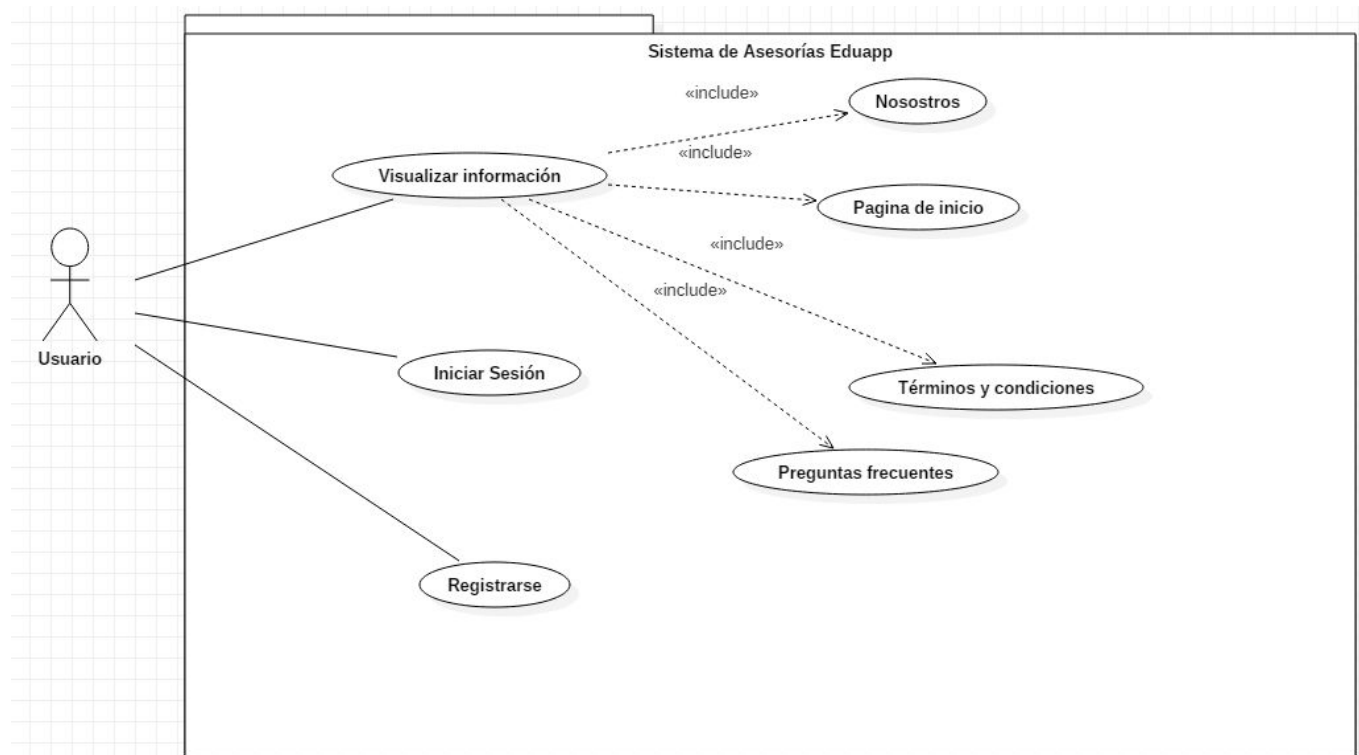 Sistema de Asesorías Eduapp
«include»
Nosostros
«include»
Visualizar información
Pagina de inicio
«include»
«include»
Usuario
Iniciar Sesión
Términos y condiciones
Preguntas frecuentes
Registrarse